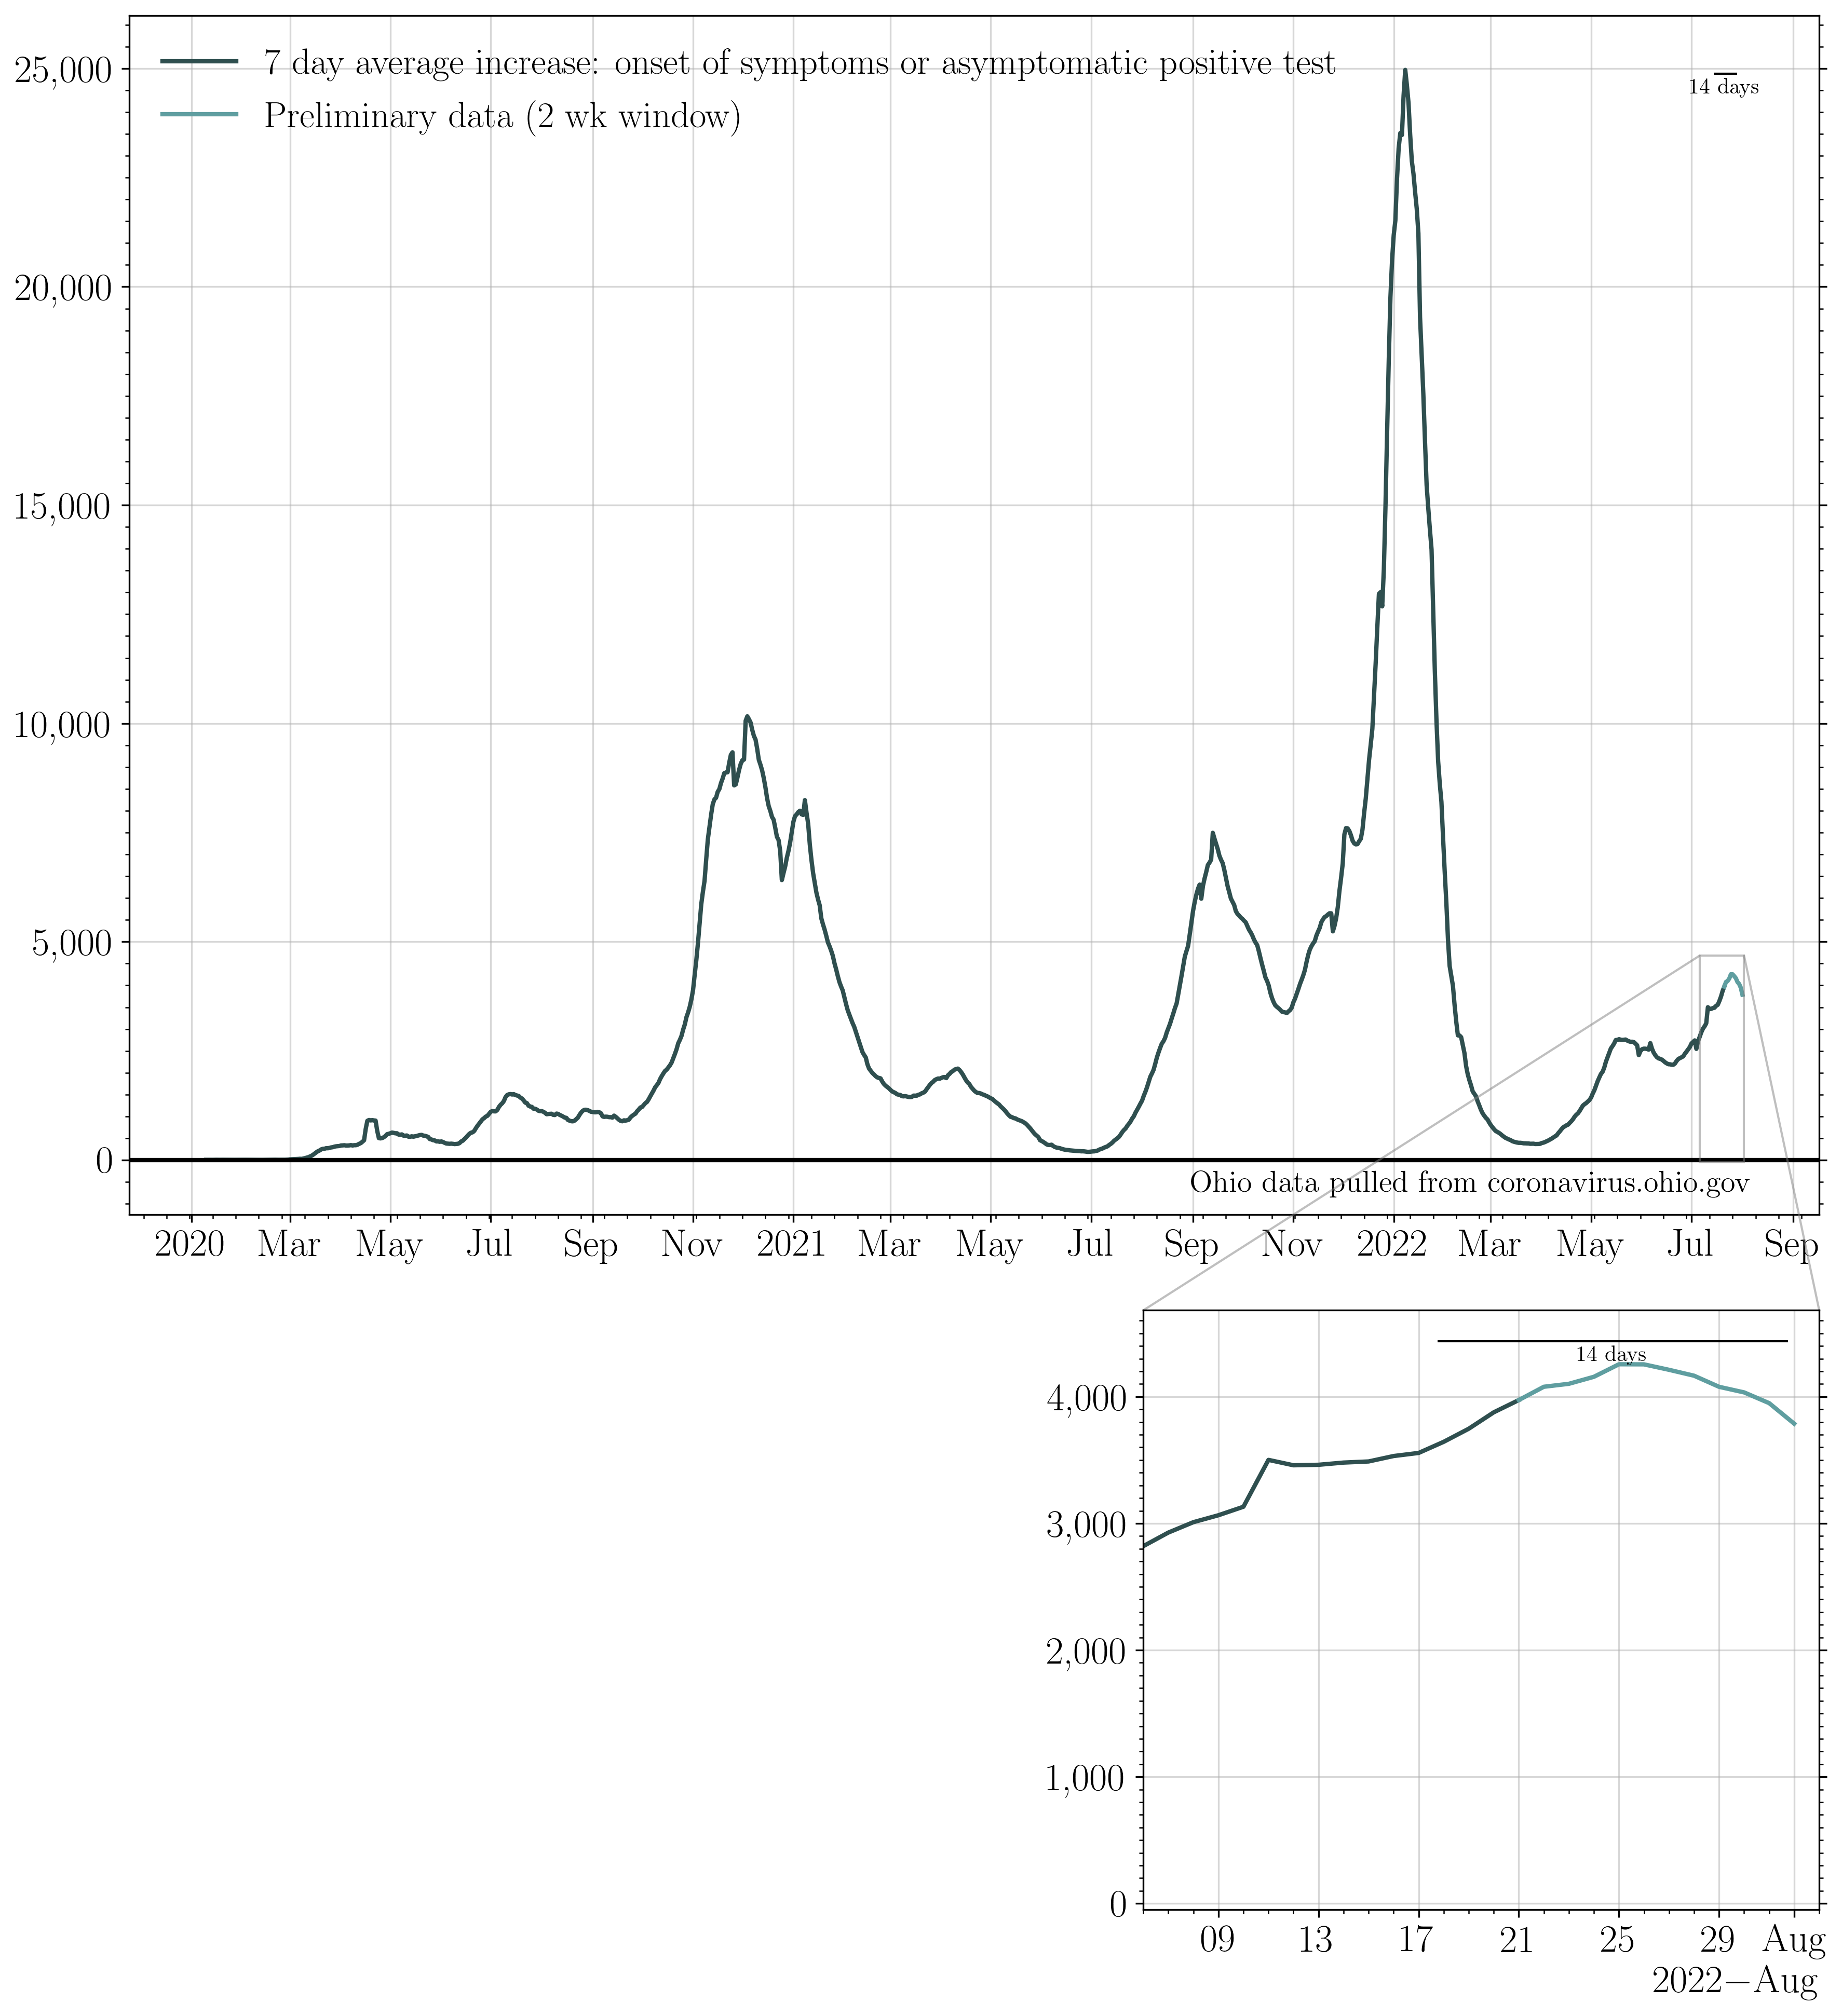 7 day average increase: onset of symptoms or asymptomatic positive test
Preliminary data (2 wk window)
14 days
25,000
20,000
15,000
10,000
5,000
0
Ohio data pulled from coronavirus.ohio.gov
2020 Mar May Jul Sep Nov 2021 Mar May Jul Sep Nov 2022 Mar May Jul Sep
14 days
4,000
3,000
2,000
1,000
0
09 13 17 21 25 29 Aug
2022−Aug